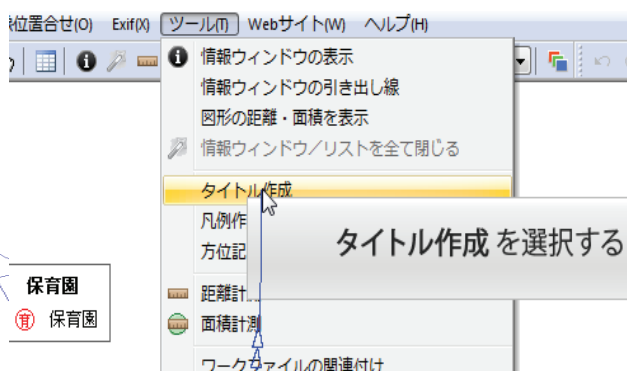 位置合せ(O) Exif(X) ツール(T) Webサイト(W) ヘルプ(H)
情報ウィンドウの表示
情報ウィンドウの引き出し線
図形の距離・面積を表示
情報ウィンドウ／リストを全て閉じる
タイトル作成
凡例作
方位記
タイトル作成 を選択する
距離計測
面積計測
ワークファイルの関連付け
保育園
育 保育園